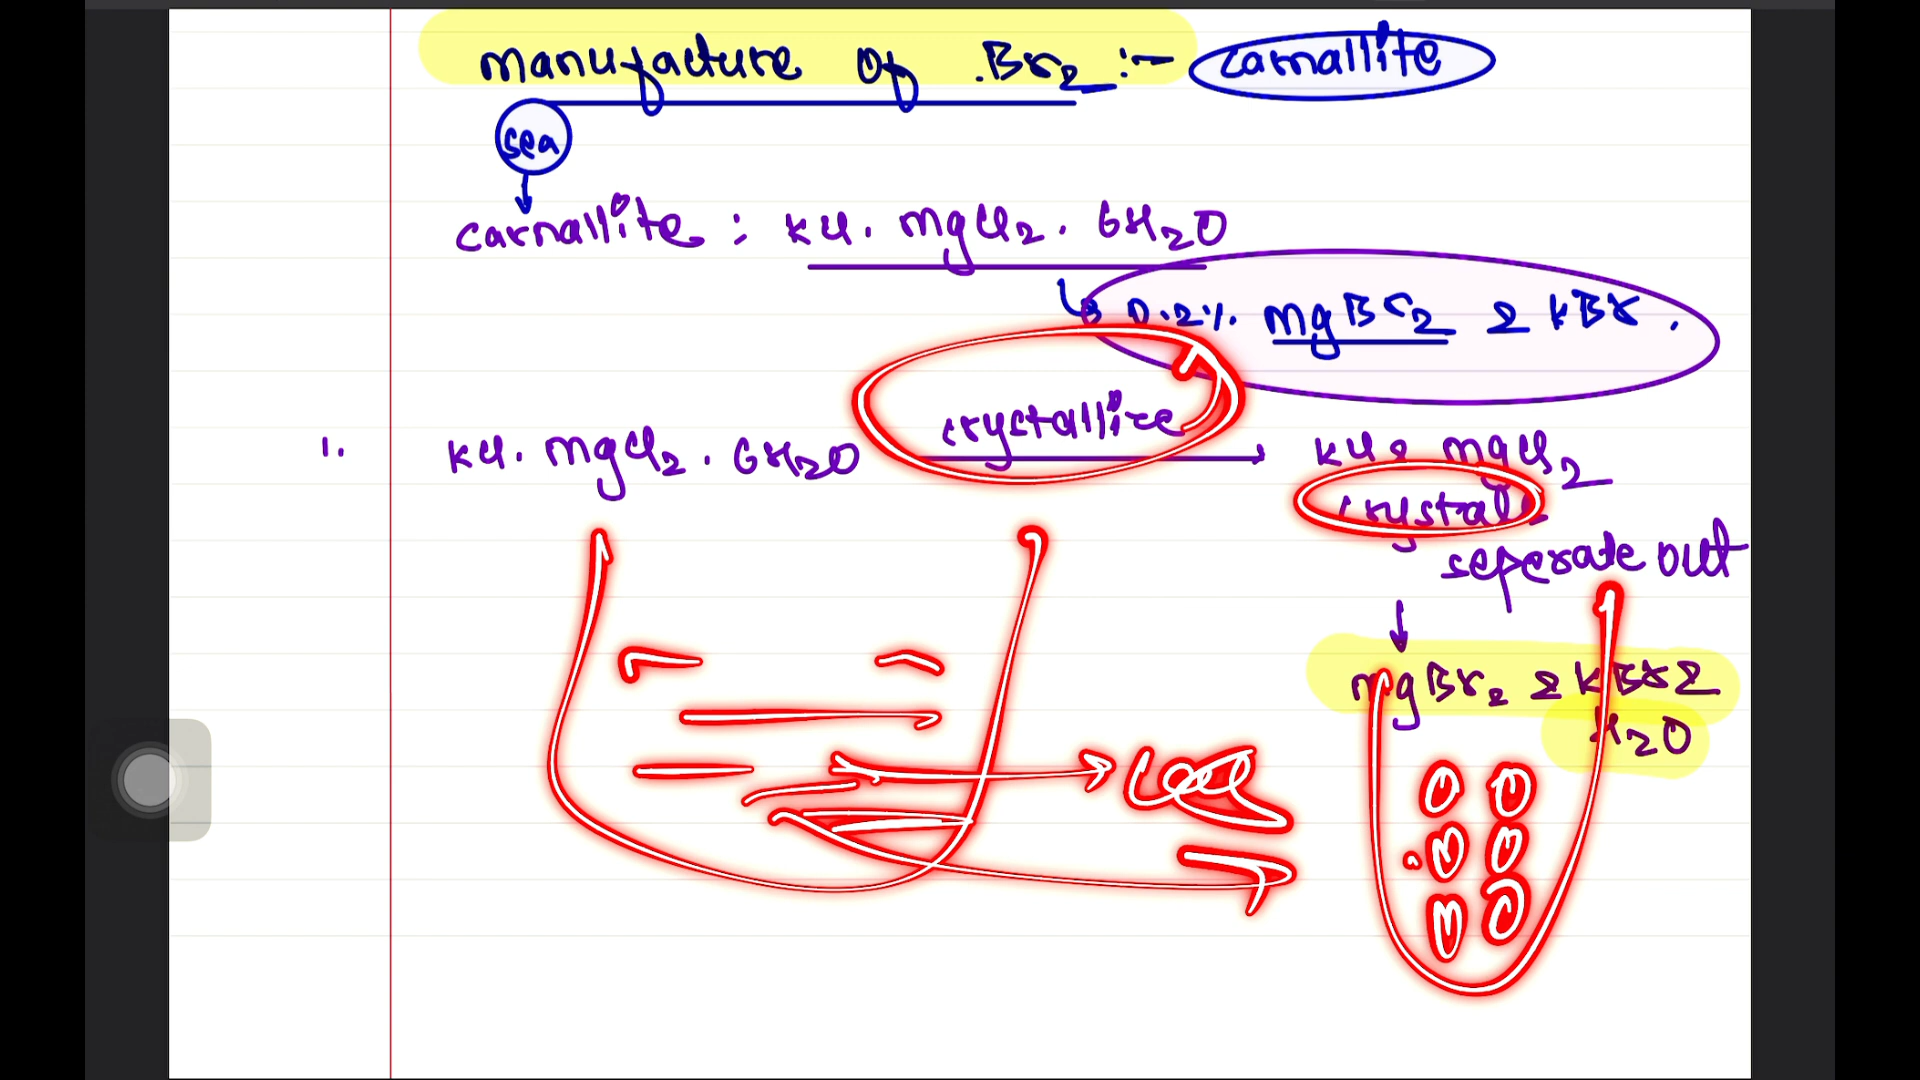 manufacture of Br2 :- carnallite
sea
carnallite : KCl. MgCl2. 6H2O
0.2% MgBr2 & KBr.
1. KCl. MgCl2. 6H2O crystallize KCl & MgCl2
crystals
seperate out
MgBr2 & KBr &
H2O